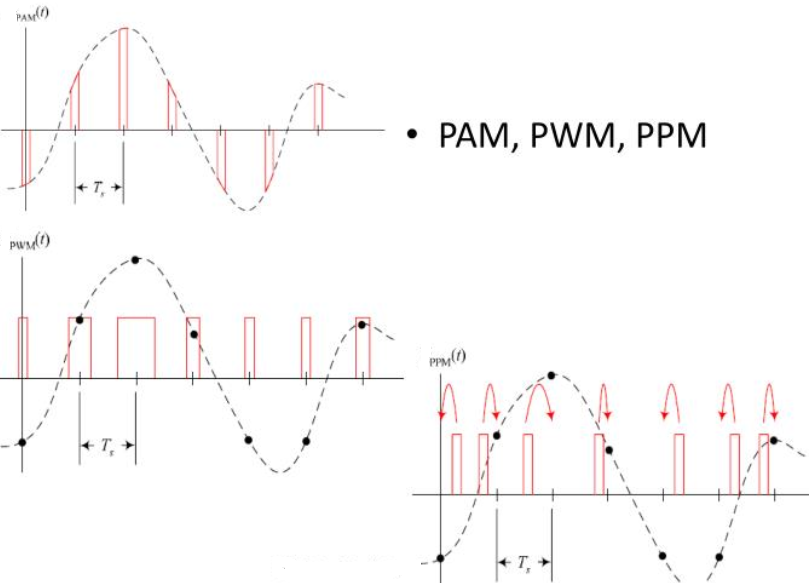 PAM(t)
• PAM, PWM, PPM
Ts
PWM(t)
Ts
PPM(t)
Ts